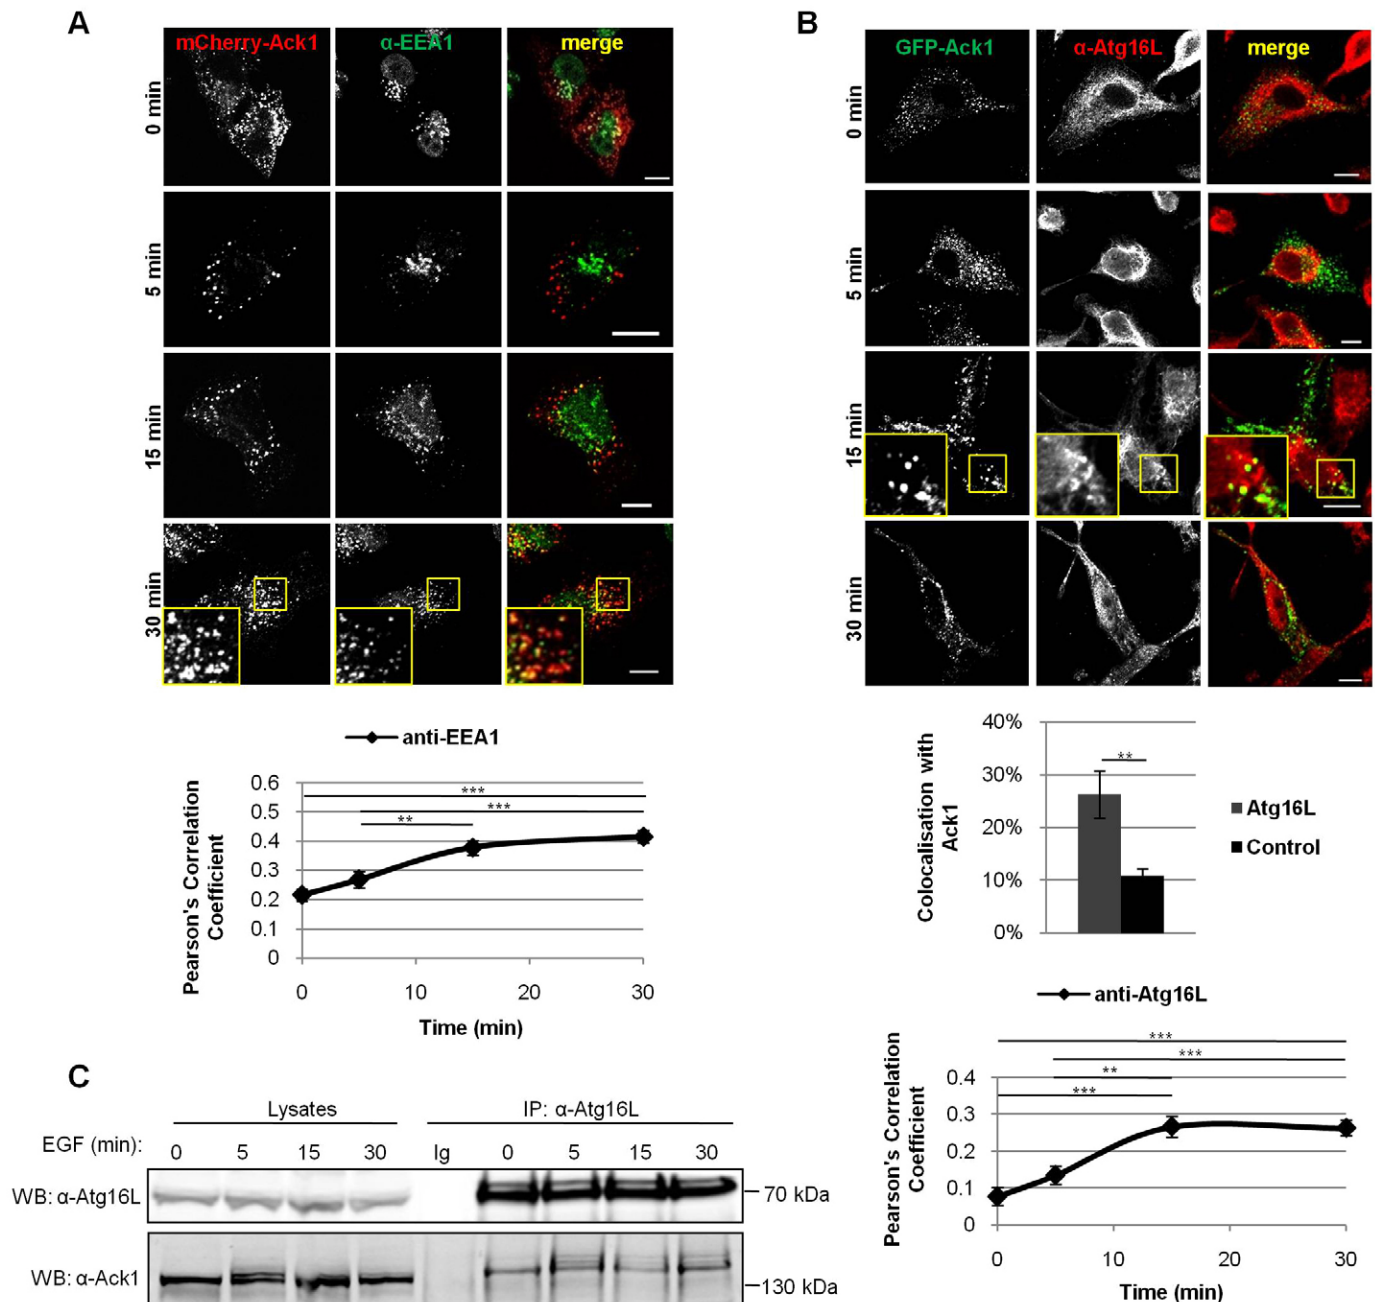 A
mCherry-Ack1 α-EEA1 merge
0 min
5 min
15 min
30 min
anti-EEA1
Pearson's Correlation
Coefficient
0.6
0.5
0.4
0.3
0.2
0.1
0
***
***
**
0 10 20 30
Time (min)
B
GFP-Ack1 α-Atg16L merge
0 min
5 min
15 min
30 min
Colocalisation with
Ack1
40%
30%
20%
10%
0%
**
Atg16L
Control
anti-Atg16L
Pearson's Correlation
Coefficient
***
***
**
***
0.4
0.3
0.2
0.1
0
0 10 20 30
Time (min)
C
Lysates IP: α-Atg16L
EGF (min): 0 5 15 30 Ig 0 5 15 30
WB: α-Atg16L 70 kDa
WB: α-Ack1 130 kDa